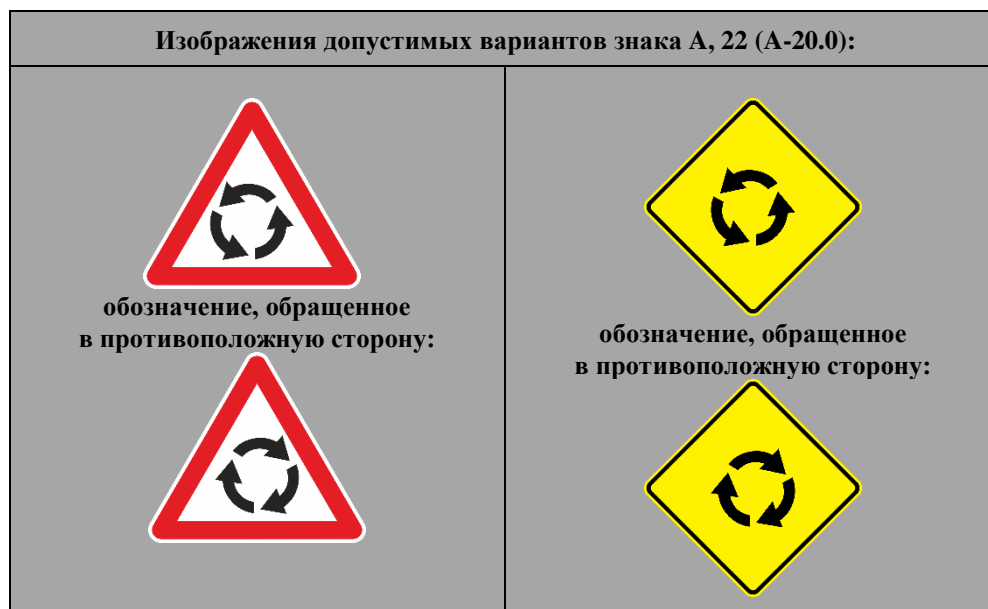 Изображения допустимых вариантов знака А, 22 (А-20.0):
обозначение, обращенное
в противоположную сторону:
обозначение, обращенное
в противоположную сторону: